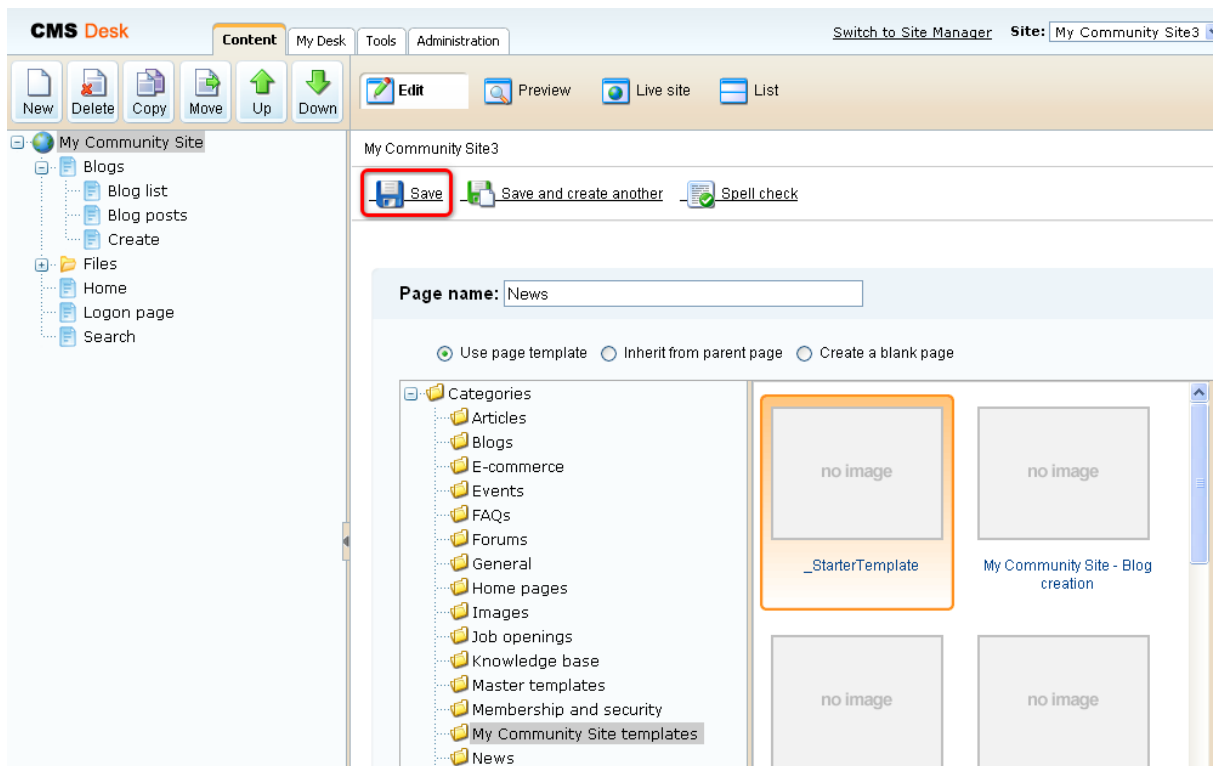 CMS Desk
Content My Desk Tools Administration
Switch to Site Manager Site: My Community Site3
New Delete Copy Move Up Down
Edit Preview Live site List
My Community Site
Blogs
Blog list
Blog posts
Create
Files
Home
Logon page
Search
My Community Site3
Save Save and create another Spell check
Page name: News
Use page template Inherit from parent page Create a blank page
Categories
Articles
Blogs
E-commerce
Events
FAQs
Forums
General
Home pages
Images
Job openings
Knowledge base
Master templates
Membership and security
My Community Site templates
News
no image no image
_StarterTemplate My Community Site - Blog
creation
no image no image